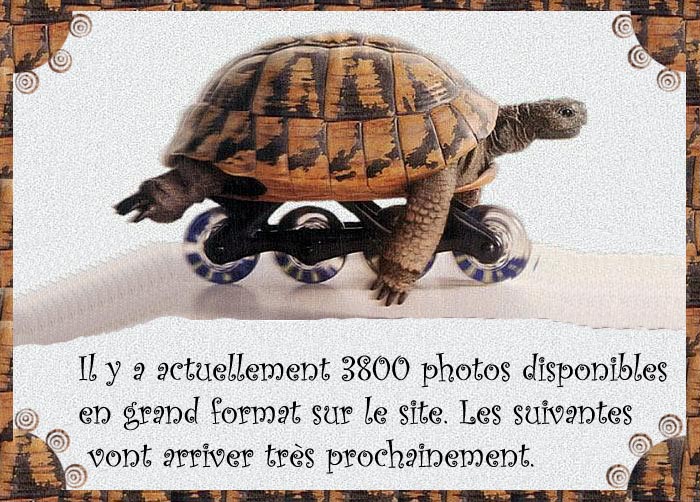 Il y a actuellement 3800 photos disponibles
en grand format sur le site. Les suivantes
vont arriver très prochainement.